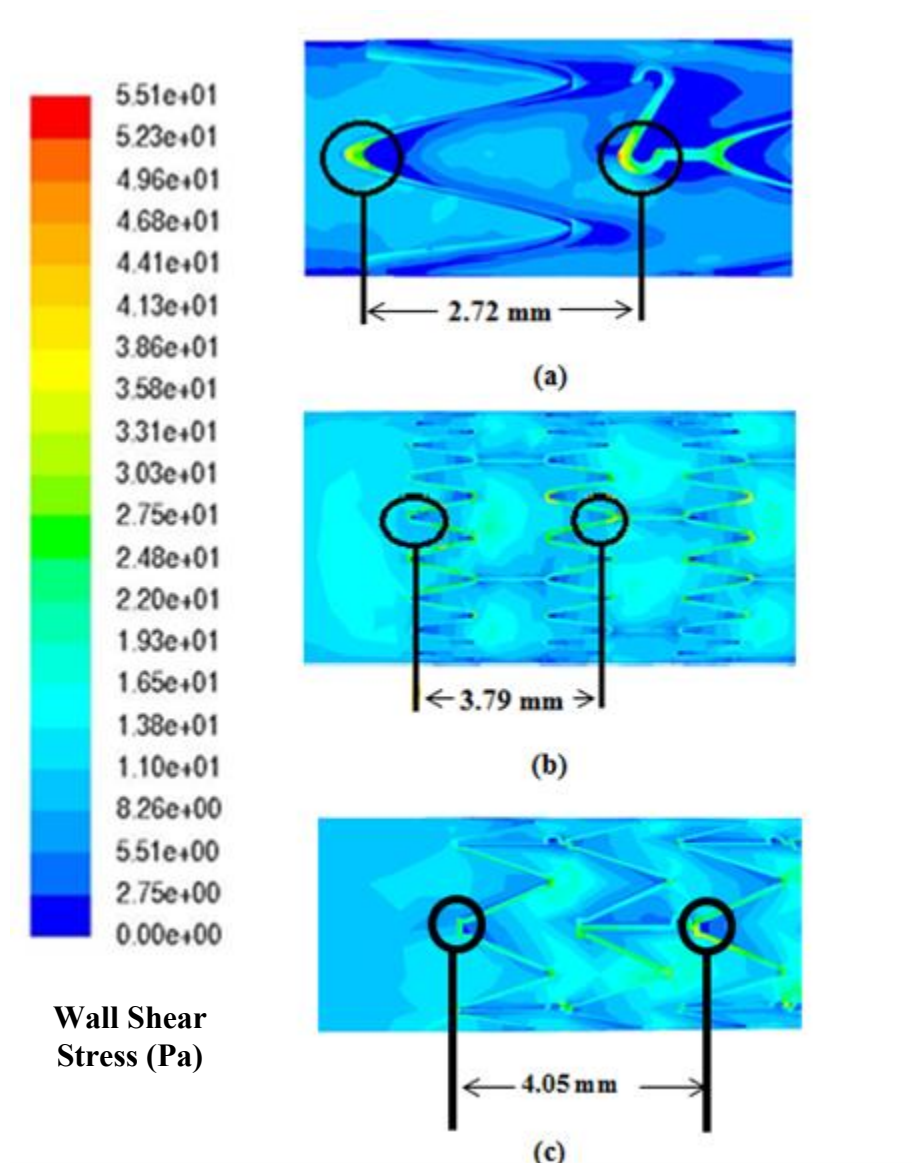 5.51e+01
5.23e+01
4.96e+01
4.68e+01
4.41e+01
4.13e+01
3.86e+01
3.58e+01
3.31e+01
3.03e+01
2.75e+01
2.48e+01
2.20e+01
1.93e+01
1.65e+01
1.38e+01
1.10e+01
8.26e+00
5.51e+00
2.75e+00
0.00e+00
Wall Shear
Stress (Pa)
2.72 mm
(a)
3.79 mm
(b)
4.05 mm
(c)